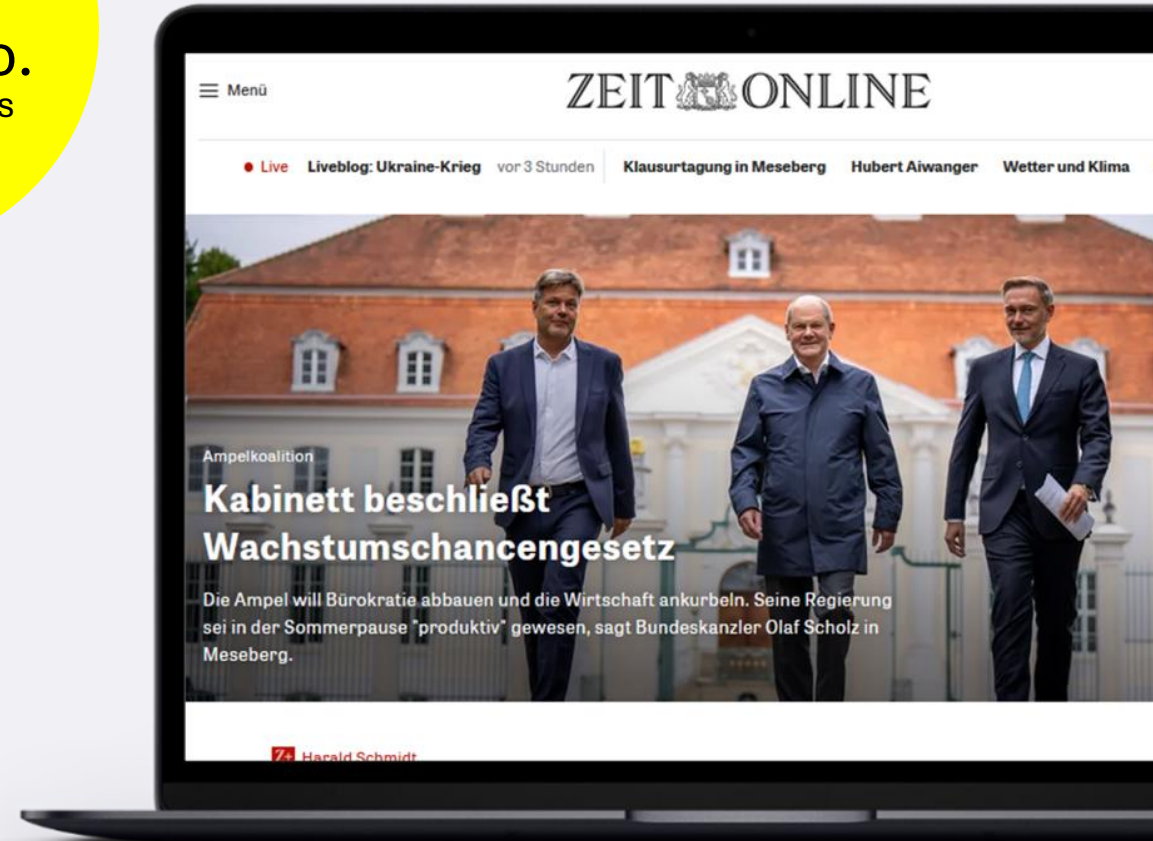 o.
s
Menü
ZEIT ONLINE
Live Liveblog: Ukraine-Krieg vor 3 Stunden Klausurtagung in Meseberg Hubert Aiwanger Wetter und Klima
Ampelkoalition
Kabinett beschließt
Wachstumschancengesetz
Die Ampel will Bürokratie abbauen und die Wirtschaft ankurbeln. Seine Regierung
sei in der Sommerpause "produktiv" gewesen, sagt Bundeskanzler Olaf Scholz in
Meseberg.
Z+ Harald Schmidt